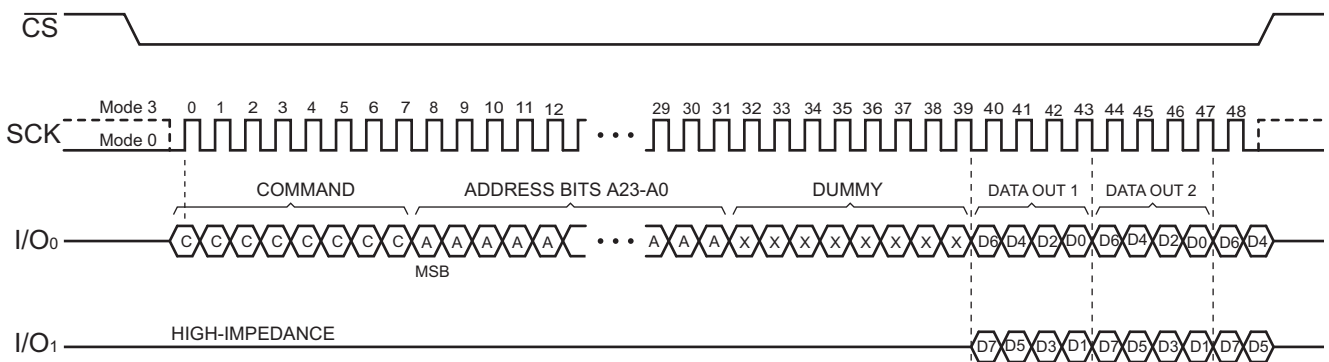 CS
Mode 3
0 1 2 3 4 5 6 7 8 9 10 11 12 29 30 31 32 33 34 35 36 37 38 39 40 41 42 43 44 45 46 47 48
SCK
Mode 0
• • •
COMMAND ADDRESS BITS A23-A0 DUMMY DATA OUT 1 DATA OUT 2
I/O0 C C C C C C C C A A A A A • • • A A A X X X X X X X X D6 D4 D2 D0 D6 D4 D2 D0 D6 D4
MSB
HIGH-IMPEDANCE
I/O1 D7 D5 D3 D1 D7 D5 D3 D1 D7 D5